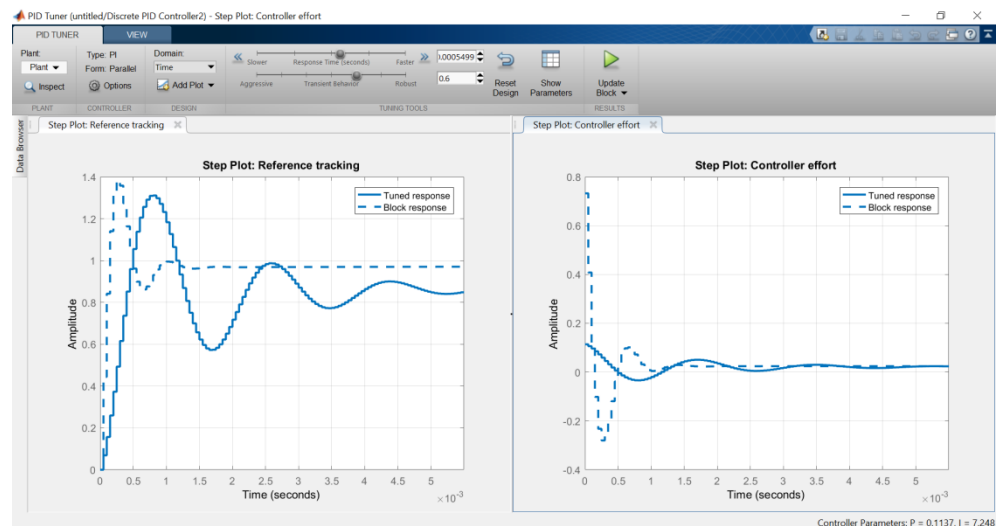 PID Tuner (untitled/Discrete PID Controller2) - Step Plot: Controller effort
PID TUNER VIEW
Plant: Type: PI Domain:
Plant Form: Parallel Time Slower Response Time (seconds) Faster 0.0005499
Inspect Options Add Plot Aggressive Transient Behavior Robust 0.6 Reset Design Show Parameters Update Block
PLANT CONTROLLER DESIGN TUNING TOOLS RESULTS
Data Browser
Step Plot: Reference tracking
Step Plot: Reference tracking
Tuned response
Block response
1.4
1.2
1
0.8
0.6
0.4
0.2
0
Amplitude
0 0.5 1 1.5 2 2.5 3 3.5 4 4.5 5
Time (seconds)
×10⁻³
Step Plot: Controller effort
Step Plot: Controller effort
Tuned response
Block response
0.8
0.6
0.4
0.2
0
-0.2
-0.4
Amplitude
0 0.5 1 1.5 2 2.5 3 3.5 4 4.5 5
Time (seconds)
×10⁻³
Controller Parameters: P = 0.1137, I = 7.248